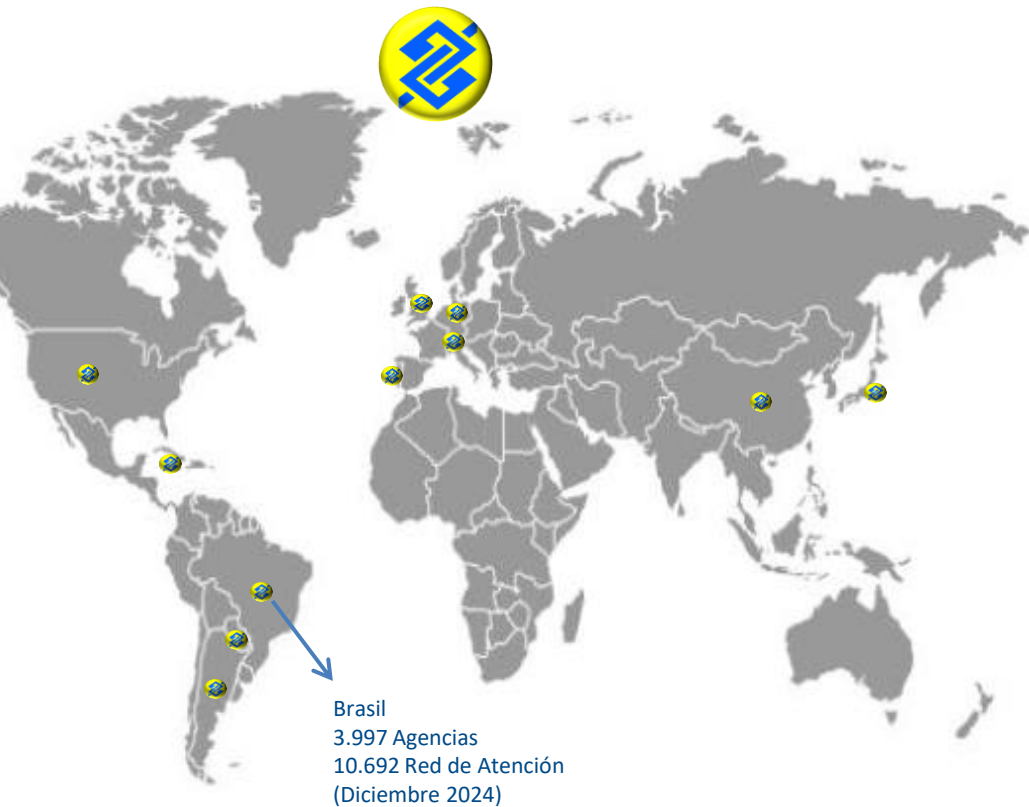 Brasil
3.997 Agencias
10.692 Red de Atención
(Diciembre 2024)